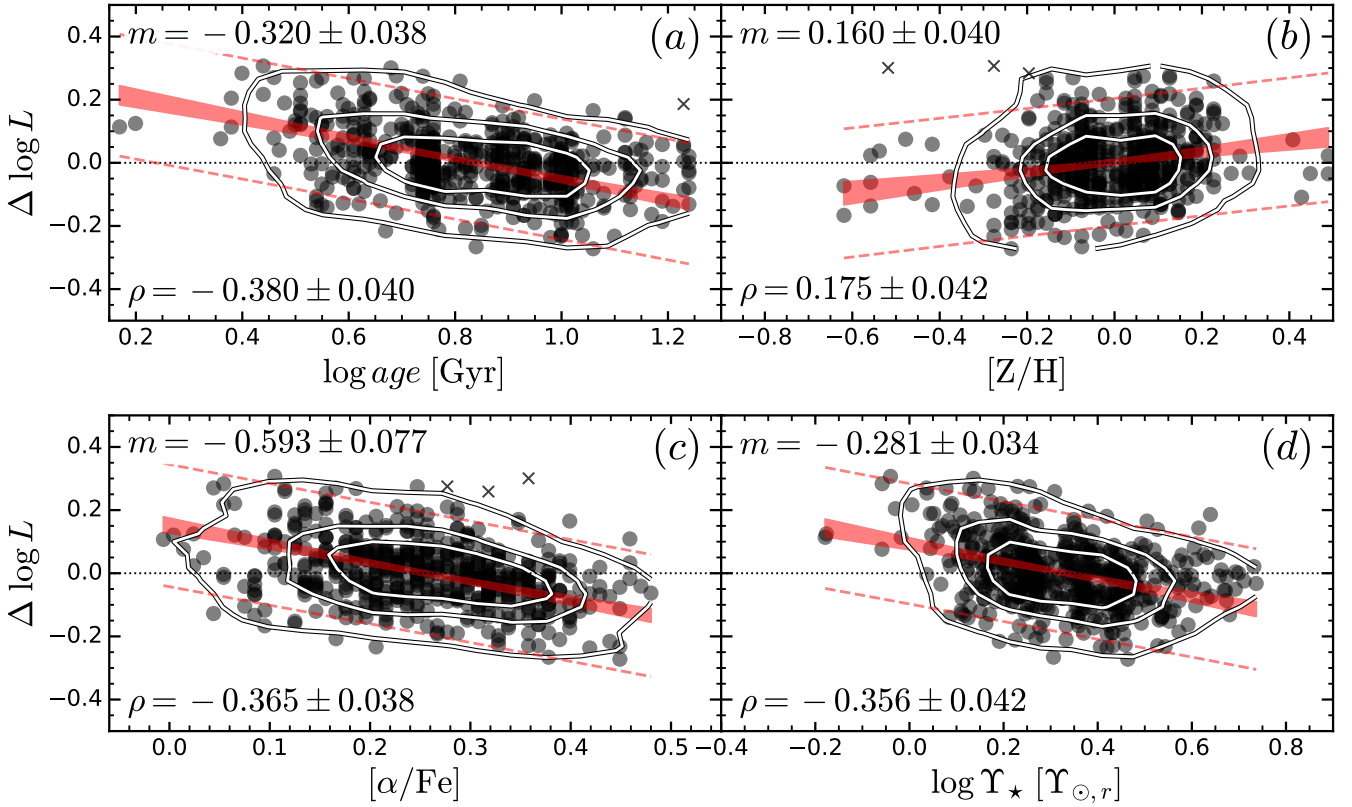 m = − 0.320 ± 0.038 (a)
m = 0.160 ± 0.040 (b)
0.4
0.2
0.0
−0.2
−0.4
Δ log L
ρ = − 0.380 ± 0.040
ρ = 0.175 ± 0.042
0.2 0.4 0.6 0.8 1.0 1.2
−0.8 −0.6 −0.4 −0.2 0.0 0.2 0.4
log age [Gyr]
[Z/H]
m = − 0.593 ± 0.077 (c)
m = − 0.281 ± 0.034 (d)
0.4
0.2
0.0
−0.2
−0.4
Δ log L
ρ = − 0.365 ± 0.038
ρ = − 0.356 ± 0.042
0.0 0.1 0.2 0.3 0.4 0.5
−0.4 −0.2 0.0 0.2 0.4 0.6 0.8
[α/Fe]
log ϒ⋆ [ϒ⊙, r]